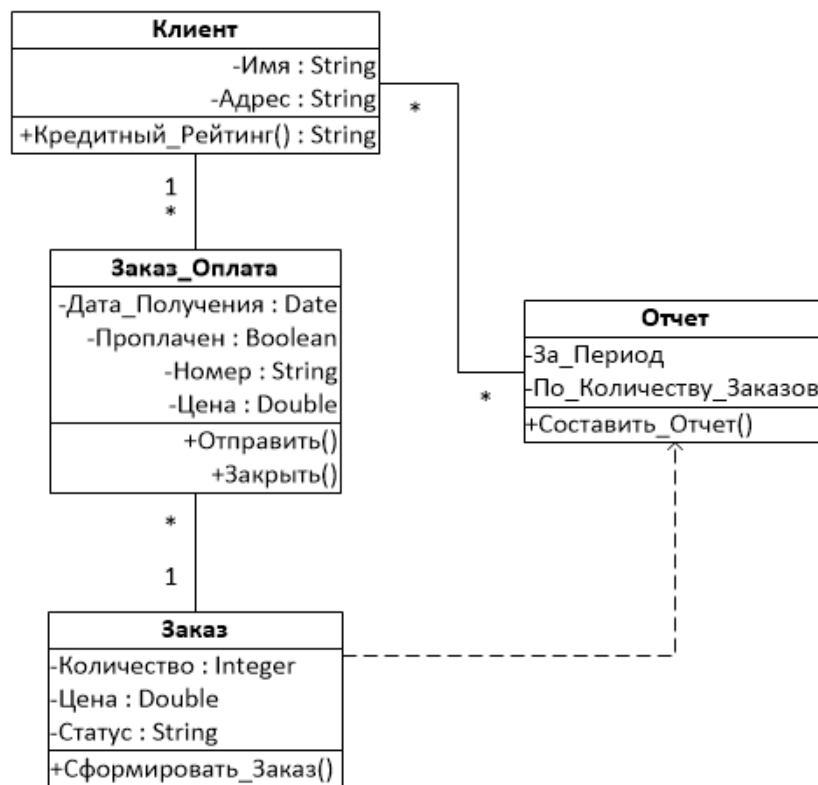 Клиент
-Имя : String
-Адрес : String
+Кредитный_Рейтинг() : String
*
1
*
Заказ_Оплата
-Дата_Получения : Date
-Проплачен : Boolean
-Номер : String
-Цена : Double
+Отправить()
+Закрыть()
Отчет
-За_Период
-По_Количеству_Заказов
+Составить_Отчет()
*
*
1
Заказ
-Количество : Integer
-Цена : Double
-Статус : String
+Сформировать_Заказ()